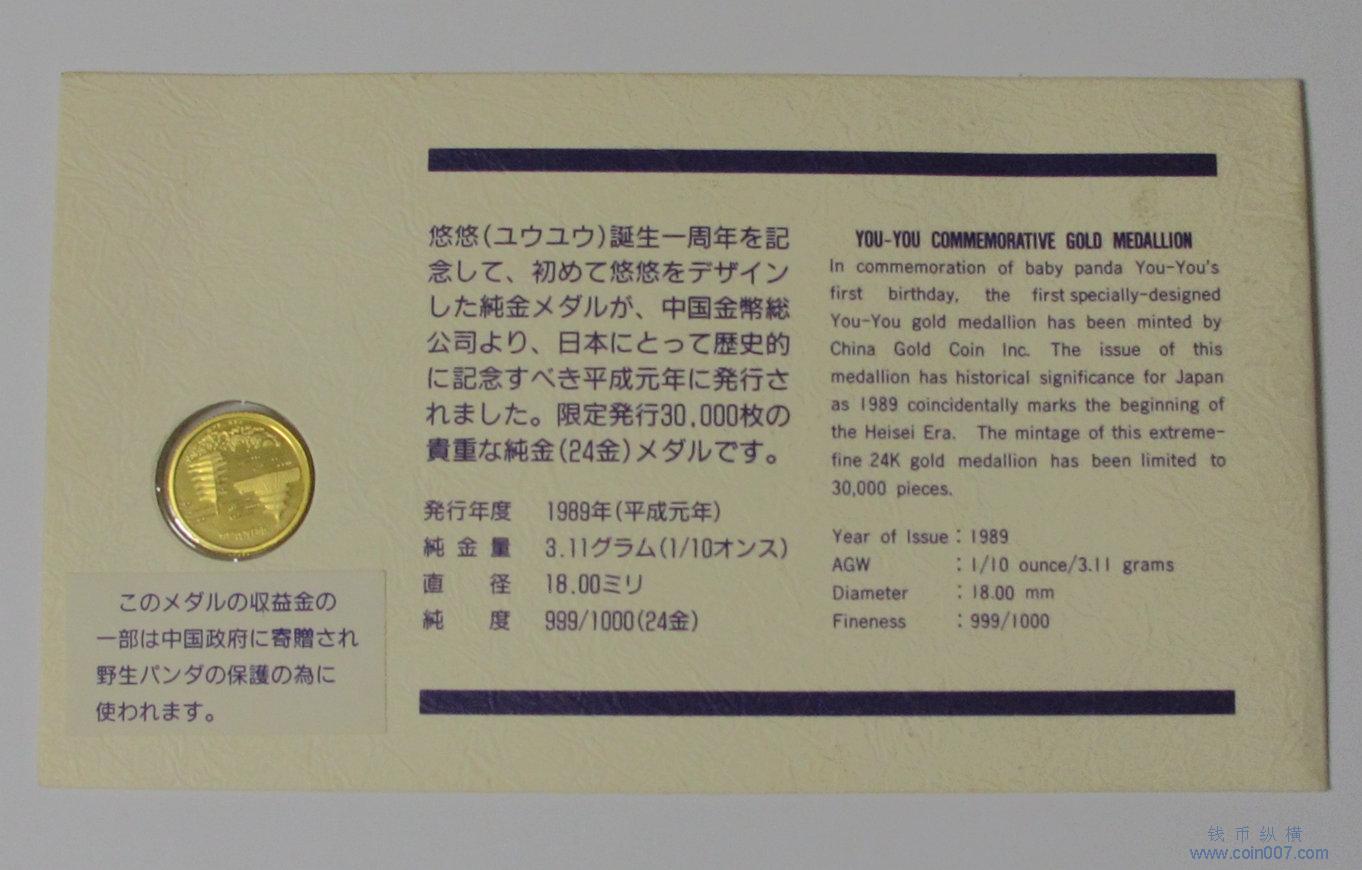 悠悠(ユウユウ)誕生一周年を記
念して、初めて悠悠をデザイン
した純金メダルが、中国金幣総
公司より、日本にとって歴史的
に記念すべき平成元年に発行さ
れました。限定発行30,000枚の
貴重な純金(24金)メダルです。
発行年度 1989年(平成元年)
純金量 3.11グラム(1/10オンス)
直 径 18.00ミリ
純 度 999/1000(24金)
YOU-YOU COMMEMORATIVE GOLD MEDALLION
In commemoration of baby panda You-You's
first birthday, the first specially-designed
You-You gold medallion has been minted by
China Gold Coin Inc. The issue of this
medallion has historical significance for Japan
as 1989 coincidentally marks the beginning of
the Heisei Era. The mintage of this extreme-
fine 24K gold medallion has been limited to
30,000 pieces.
Year of Issue : 1989
AGW : 1/10 ounce/3.11 grams
Diameter : 18.00 mm
Fineness : 999/1000
このメダルの収益金の
一部は中国政府に寄贈され
野生パンダの保護の為に
使われます。
钱币纵横
www.coin007.com